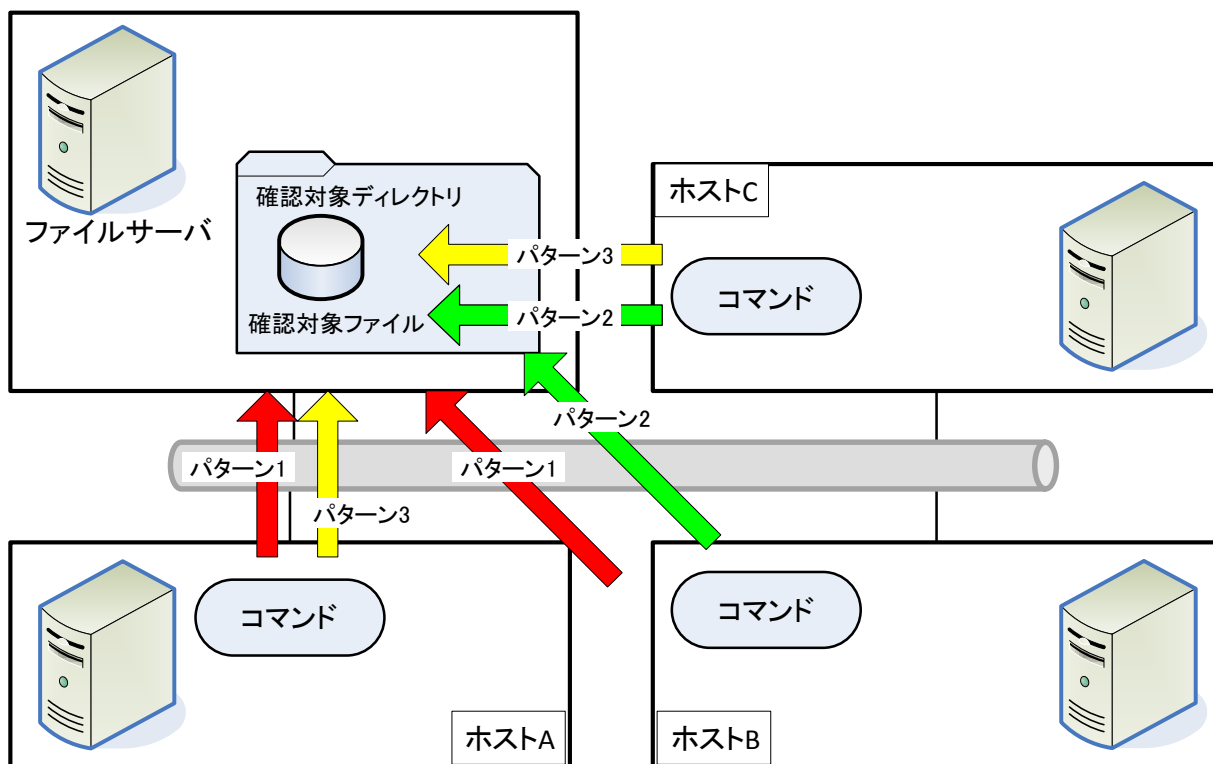 ファイルサーバ
確認対象ディレクトリ
確認対象ファイル
ホストC
パターン3
パターン2
コマンド
パターン2
パターン1
パターン1
パターン3
コマンド
ホストA
コマンド
ホストB